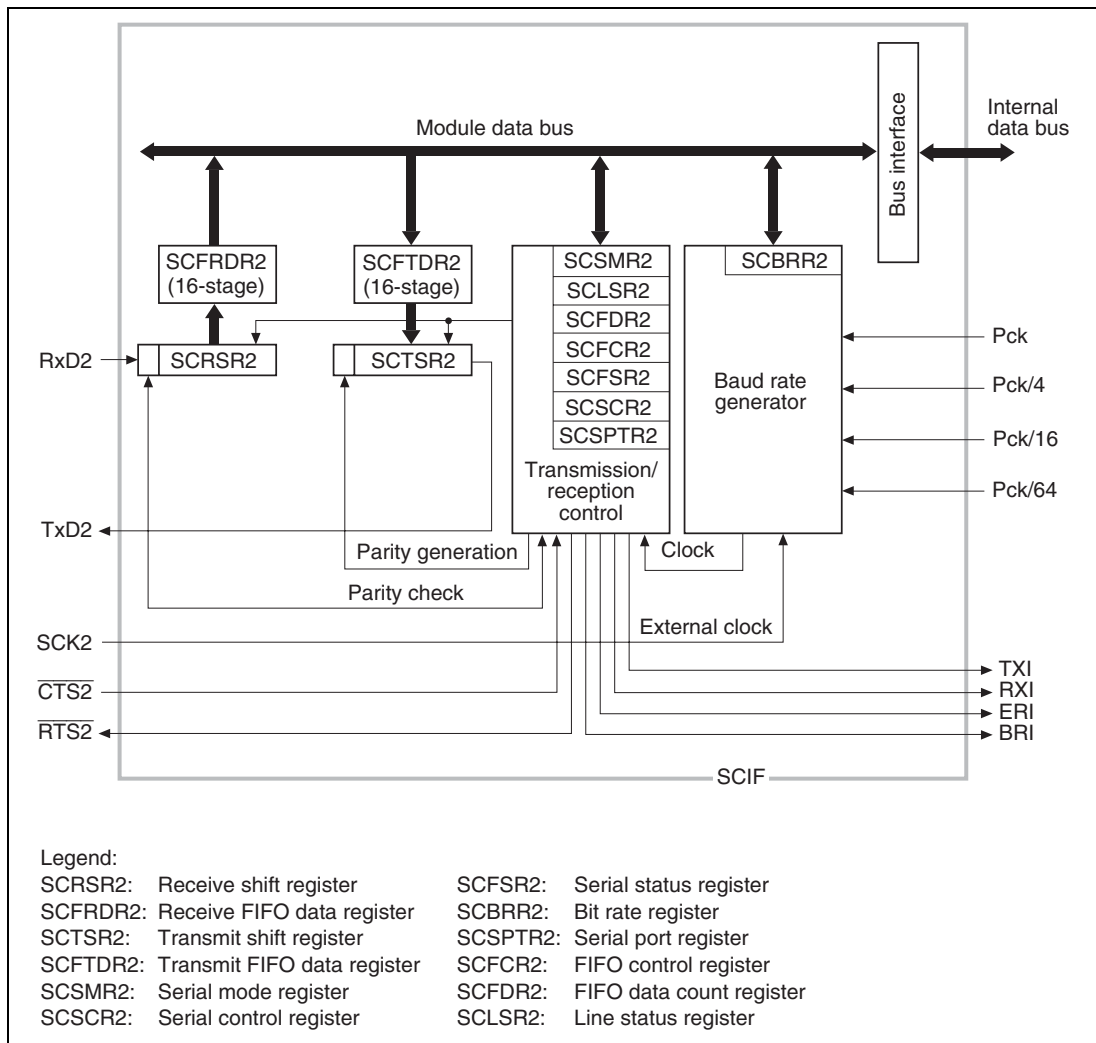 Module data bus
Bus interface
Internal
data bus
SCFRDR2
(16-stage)
SCFTDR2
(16-stage)
SCSMR2
SCLSR2
SCFDR2
SCFCR2
SCFSR2
SCSCR2
SCSPTR2
Transmission/
reception
control
SCBRR2
Baud rate
generator
RxD2
SCRSR2
SCTSR2
Pck
Pck/4
Pck/16
Pck/64
TxD2
Parity generation
Clock
Parity check
SCK2
External clock
CTS2
RTS2
TXI
RXI
ERI
BRI
SCIF
Legend:
SCRSR2: Receive shift register
SCFRDR2: Receive FIFO data register
SCTSR2: Transmit shift register
SCFTDR2: Transmit FIFO data register
SCSMR2: Serial mode register
SCSCR2: Serial control register
SCFSR2: Serial status register
SCBRR2: Bit rate register
SCSPTR2: Serial port register
SCFCR2: FIFO control register
SCFDR2: FIFO data count register
SCLSR2: Line status register